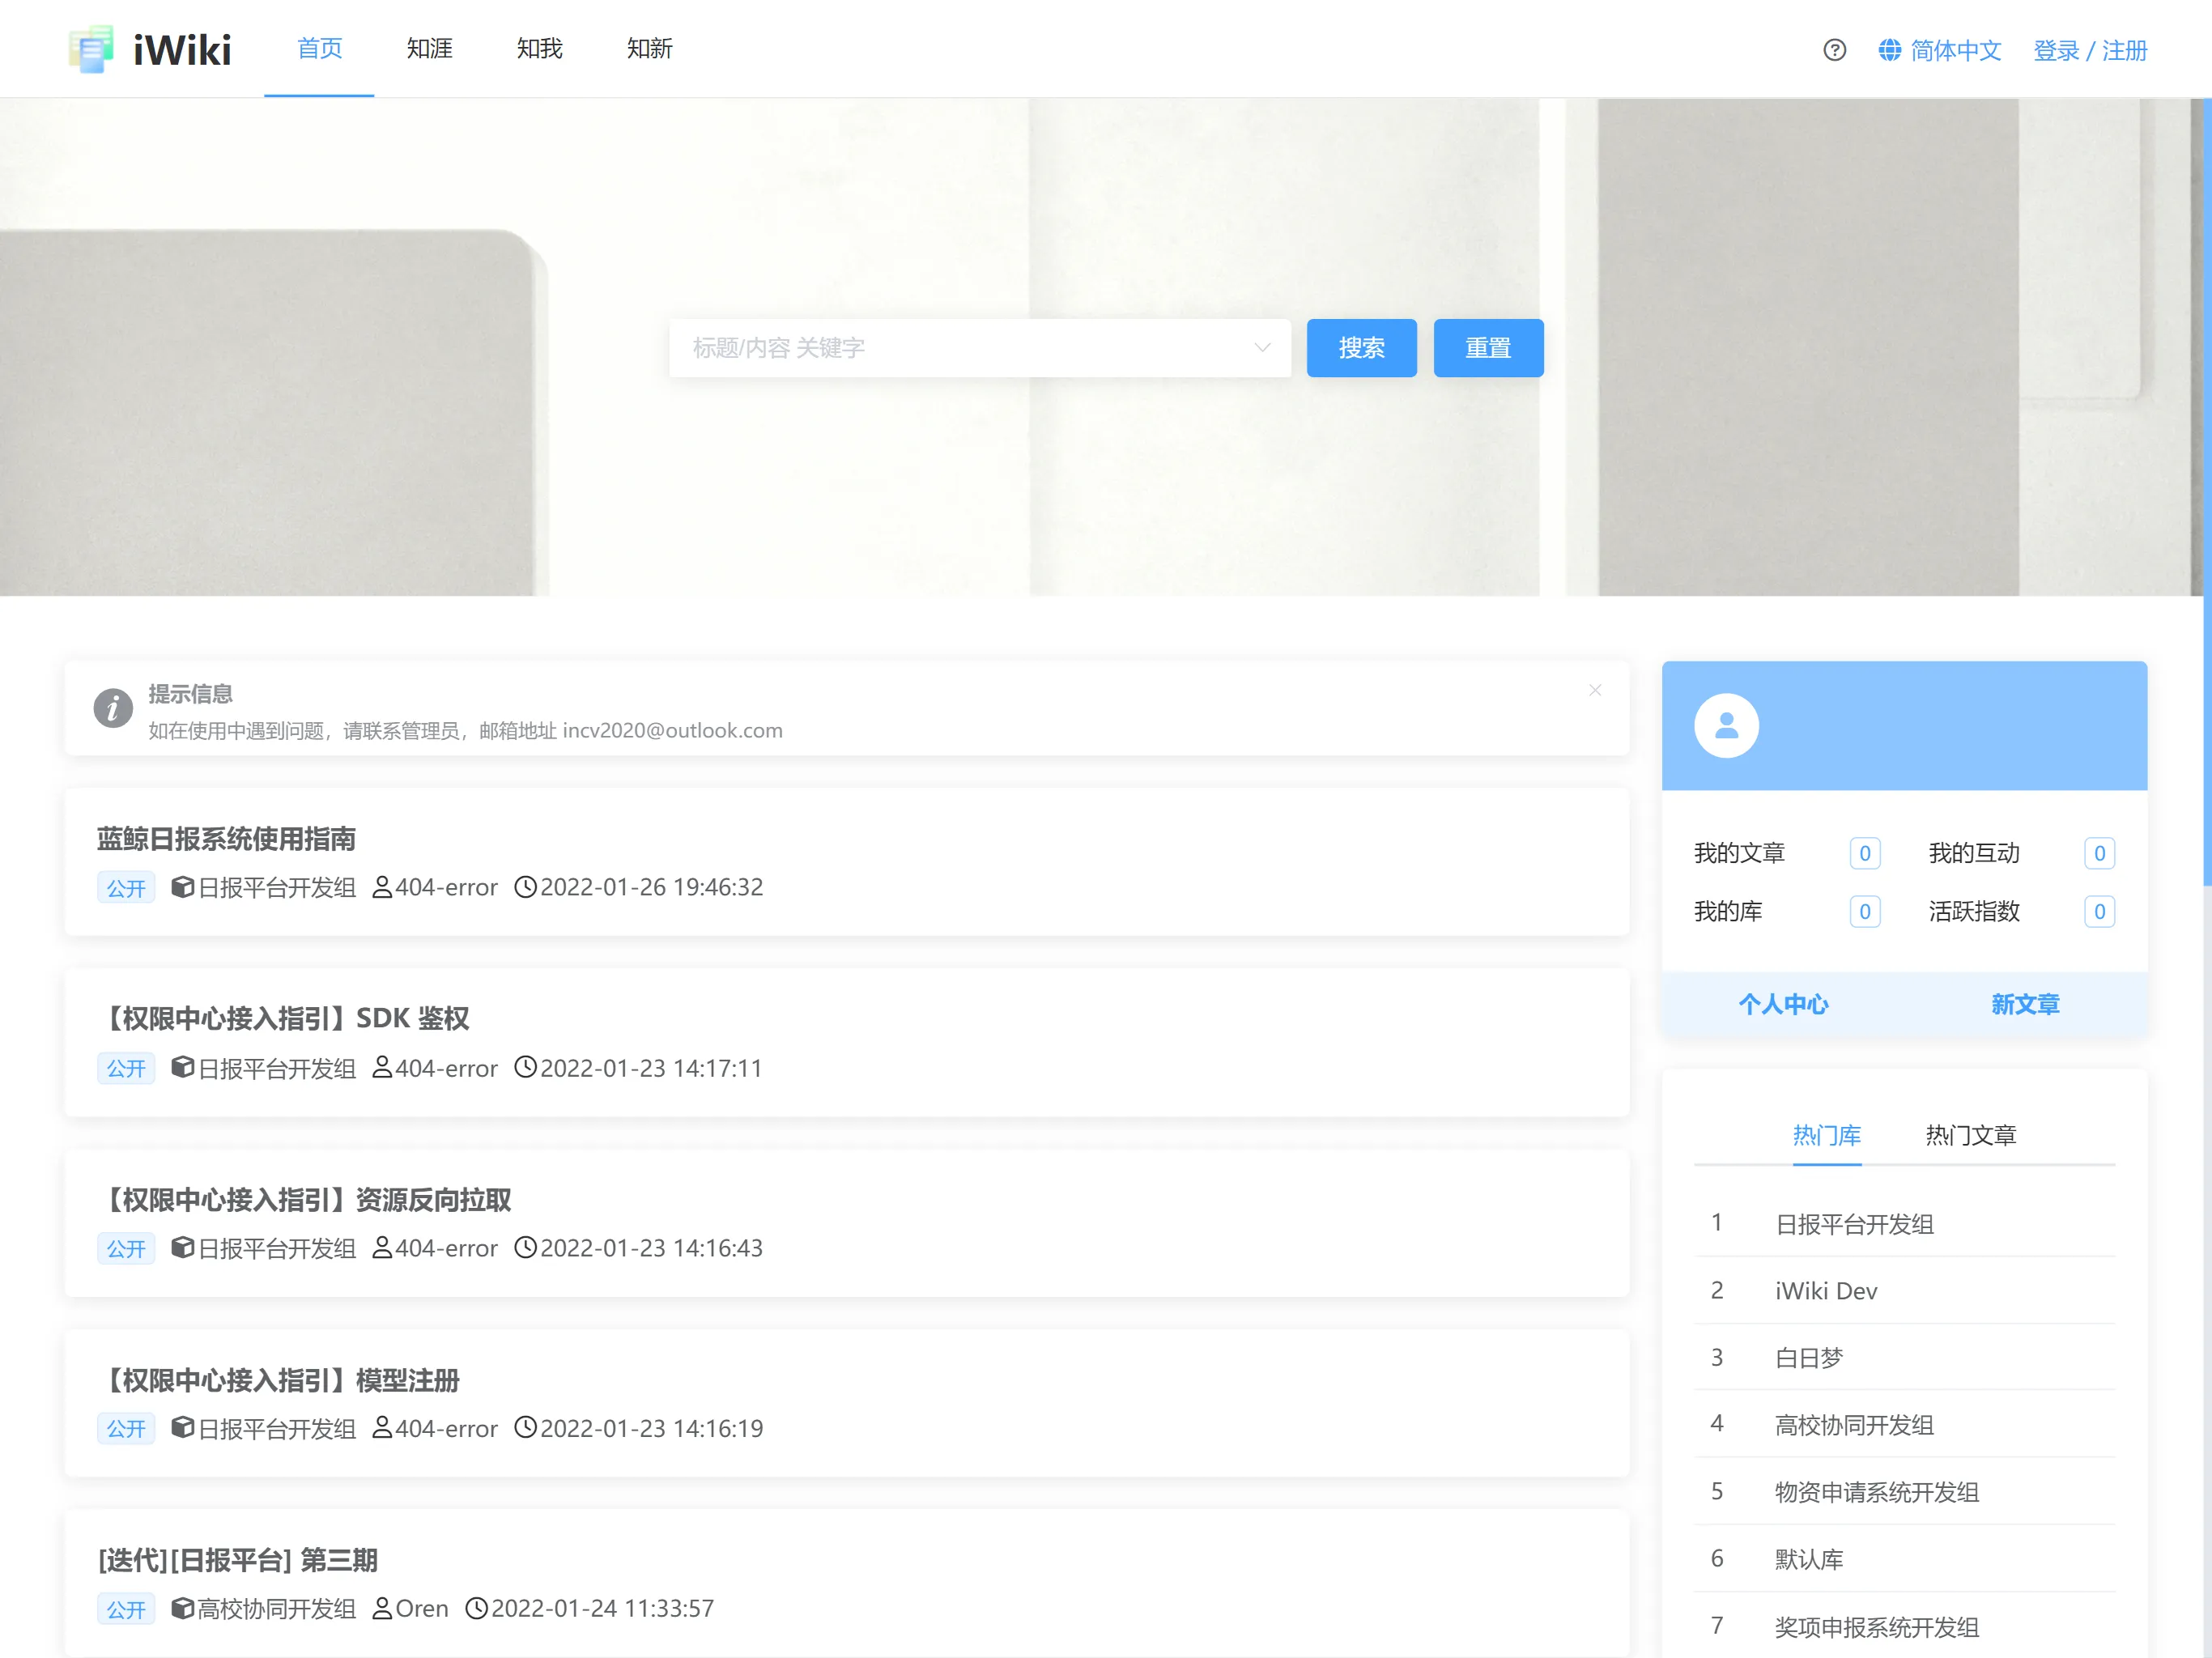 iWiki
首页 知涯 知我 知新
简体中文 登录 / 注册
标题/内容 关键字
搜索 重置
提示信息
如在使用中遇到问题，请联系管理员，邮箱地址 incv2020@outlook.com
蓝鲸日报系统使用指南
公开 日报平台开发组 404-error 2022-01-26 19:46:32
【权限中心接入指引】SDK 鉴权
公开 日报平台开发组 404-error 2022-01-23 14:17:11
【权限中心接入指引】资源反向拉取
公开 日报平台开发组 404-error 2022-01-23 14:16:43
【权限中心接入指引】模型注册
公开 日报平台开发组 404-error 2022-01-23 14:16:19
[迭代][日报平台] 第三期
公开 高校协同开发组 Oren 2022-01-24 11:33:57
我的文章 0 我的互动 0
我的库 0 活跃指数 0
个人中心 新文章
热门库 热门文章
1 日报平台开发组
2 iWiki Dev
3 白日梦
4 高校协同开发组
5 物资申请系统开发组
6 默认库
7 奖项申报系统开发组